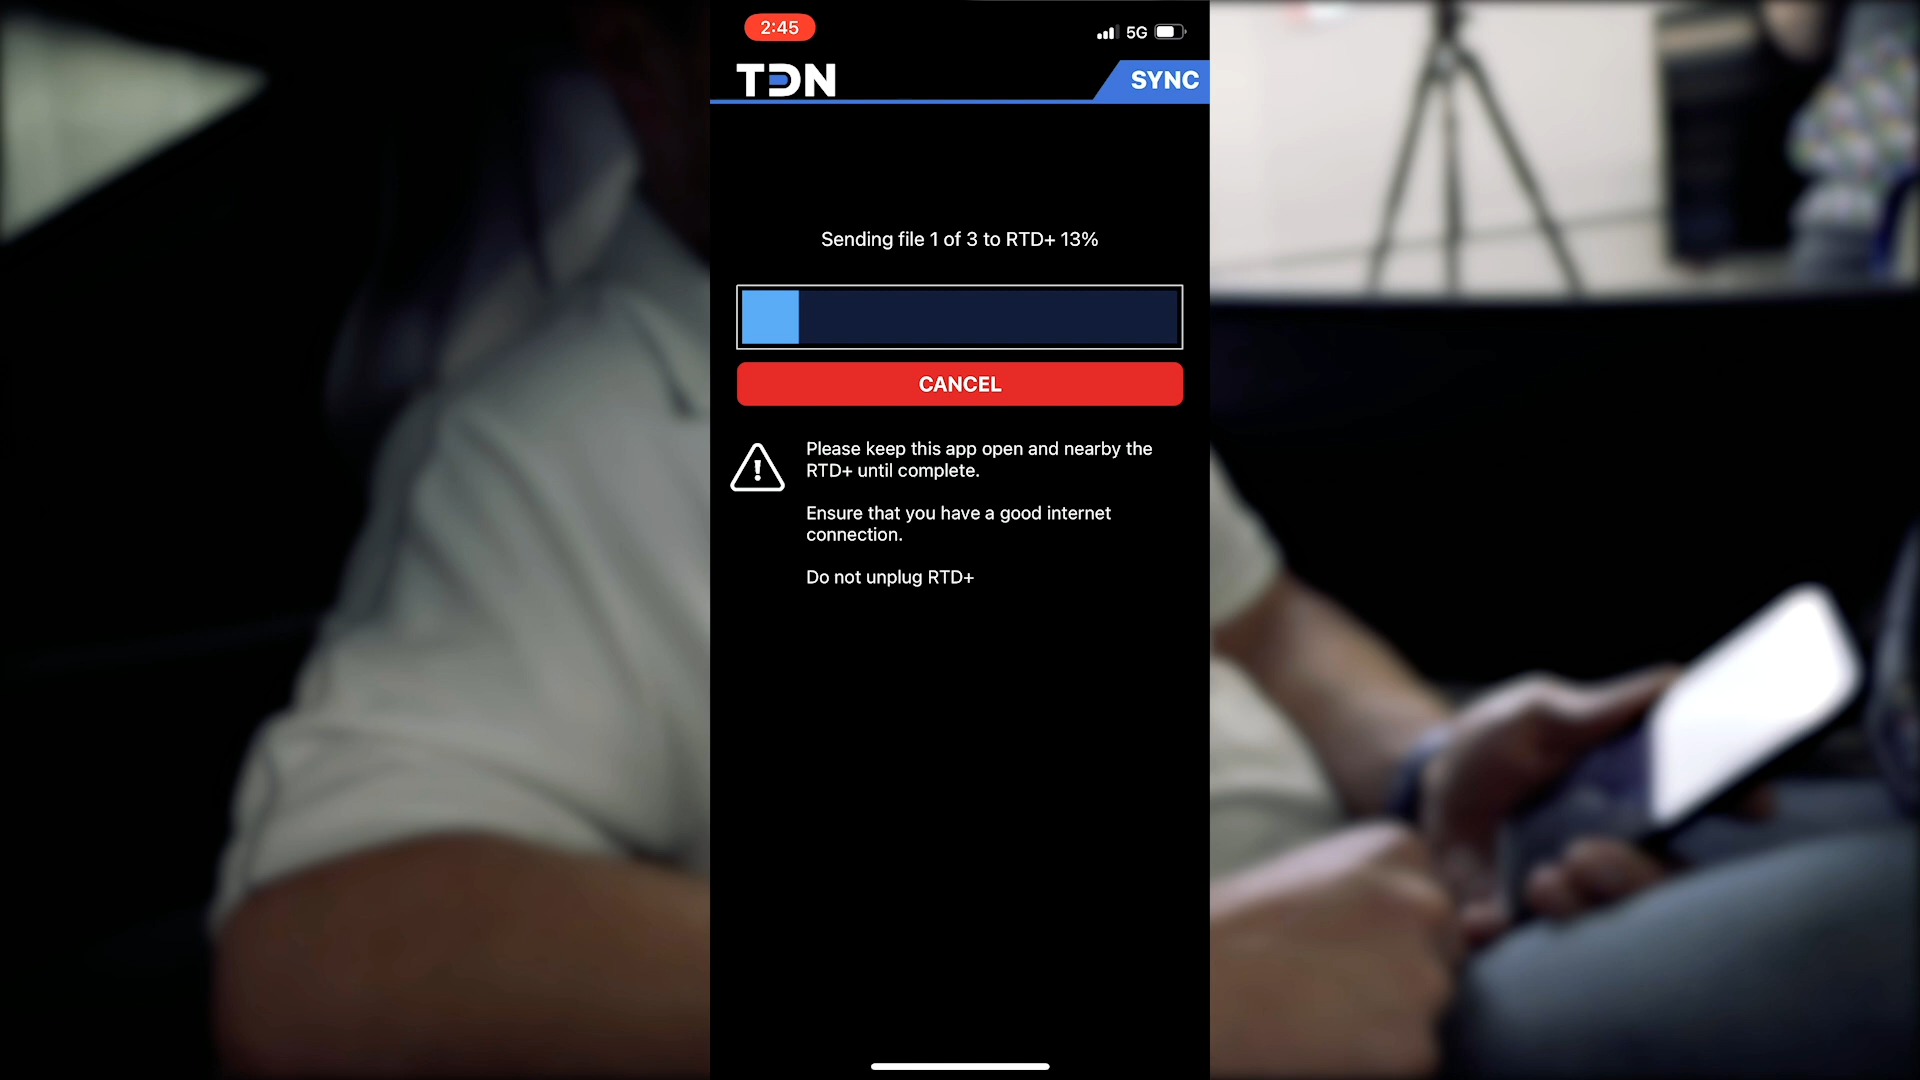 2:45
5G
TDN
SYNC
Sending file 1 of 3 to RTD+ 13%
CANCEL
Please keep this app open and nearby the
RTD+ until complete.
Ensure that you have a good internet
connection.
Do not unplug RTD+